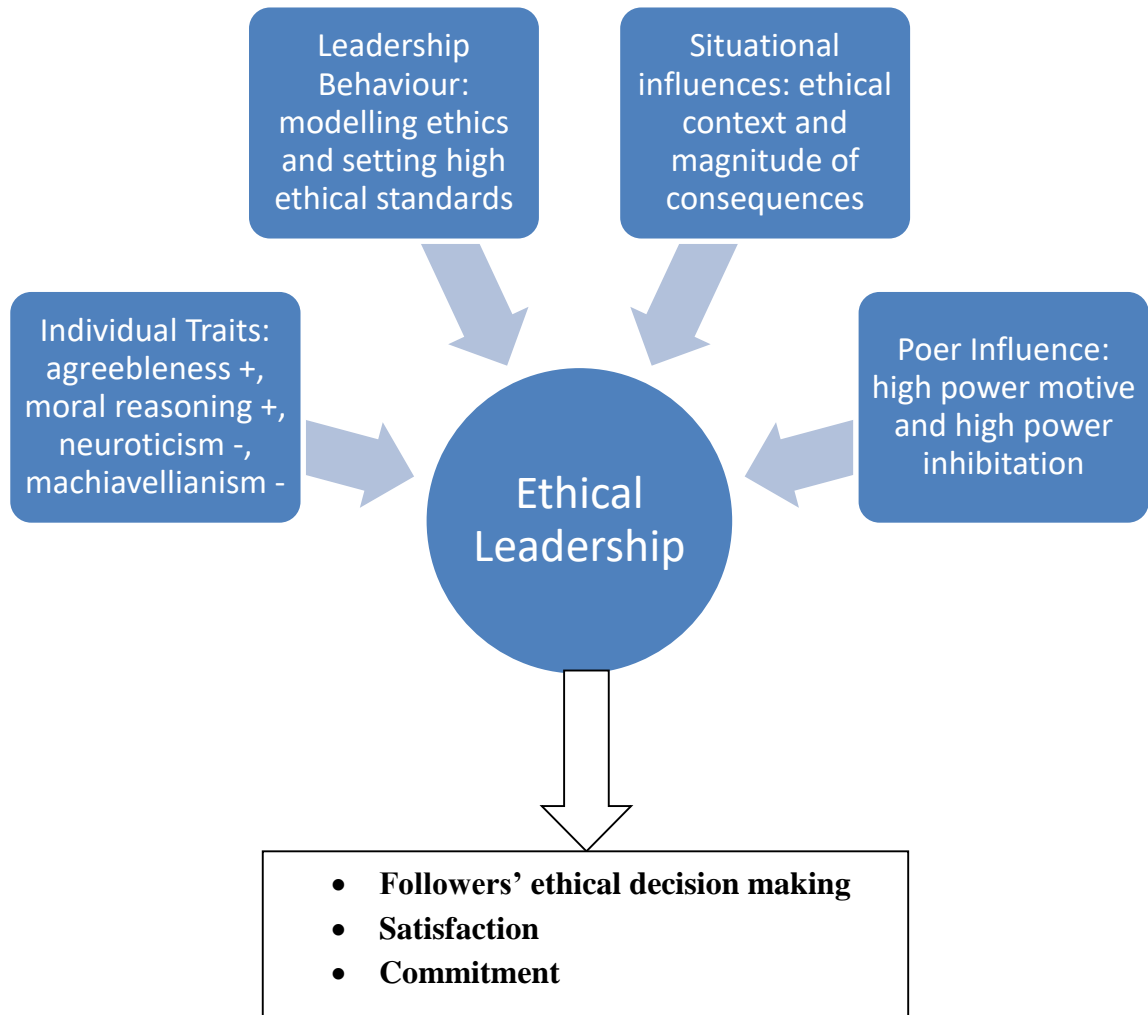 Leadership
Behaviour:
modelling ethics
and setting high
ethical standards
Situational
influences: ethical
context and
magnitude of
consequences
Individual Traits:
agreebleness +,
moral reasoning +,
neuroticism -,
machiavellianism -
Poer Influence:
high power motive
and high power
inhibitation
Ethical
Leadership
• Followers’ ethical decision making
• Satisfaction
• Commitment